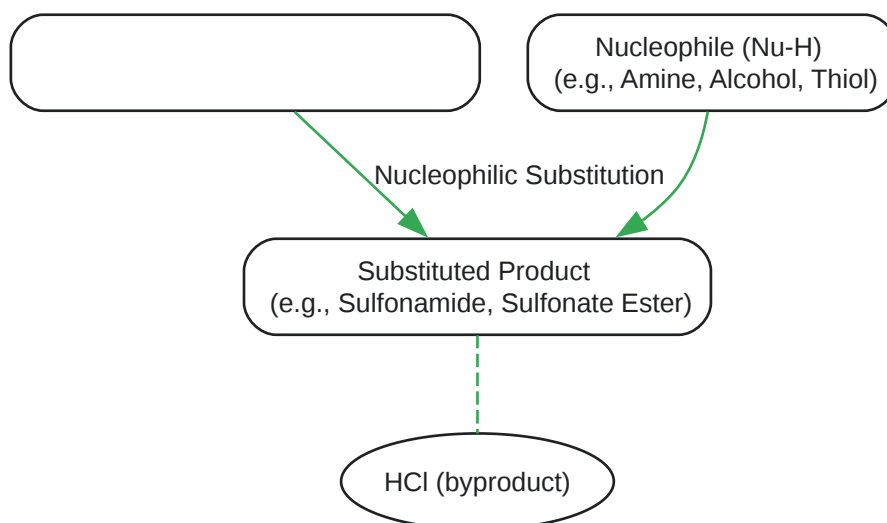 Nucleophile (Nu-H)
(e.g., Amine, Alcohol, Thiol)
Nucleophilic Substitution
Substituted Product
(e.g., Sulfonamide, Sulfonate Ester)
HCl (byproduct)